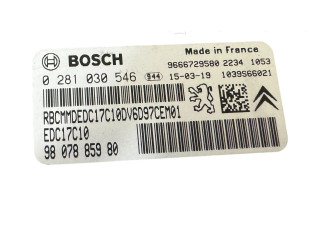 BOSCH
Made in France
9666729580 2234 1053
0 281 030 546 944 15-03-19 1039S66021
RBCMMDEDC17C10DV6D97CEM01
EDC17C10
98 078 859 80